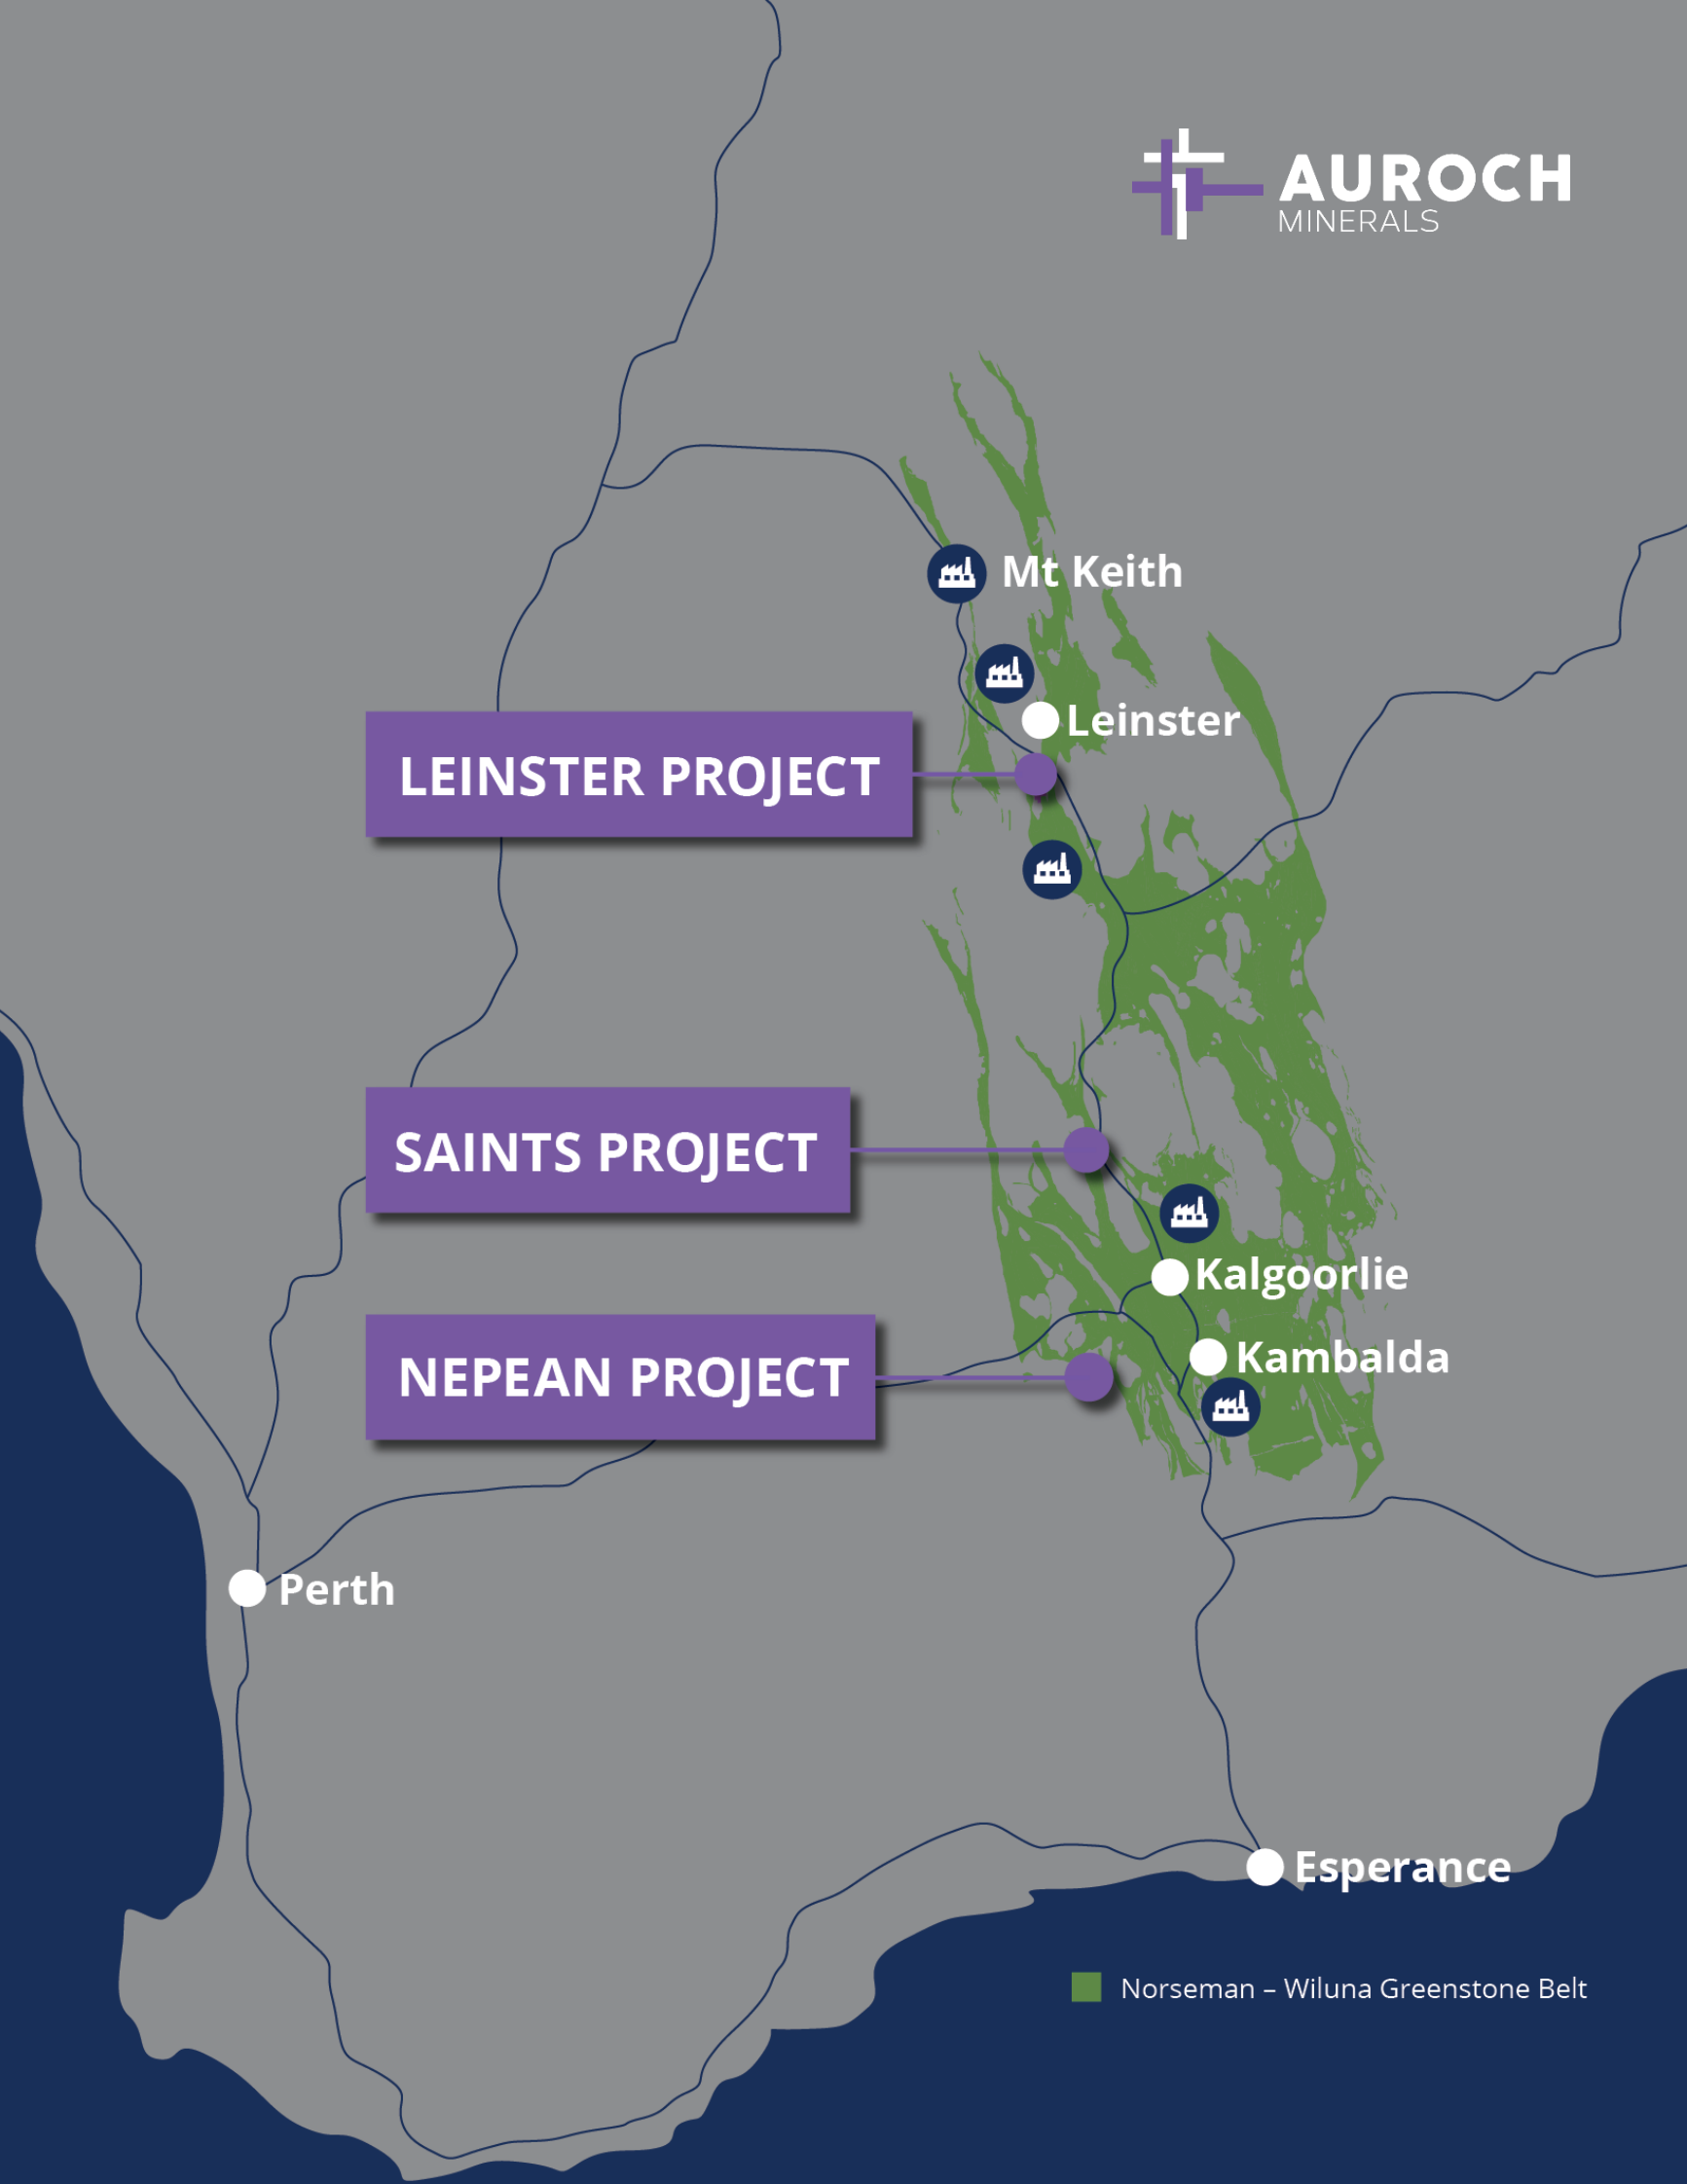 AUROCH
MINERALS
Mt Keith
Leinster
LEINSTER PROJECT
SAINTS PROJECT
Kalgoorlie
Kambalda
NEPEAN PROJECT
Perth
Esperance
Norseman – Wiluna Greenstone Belt